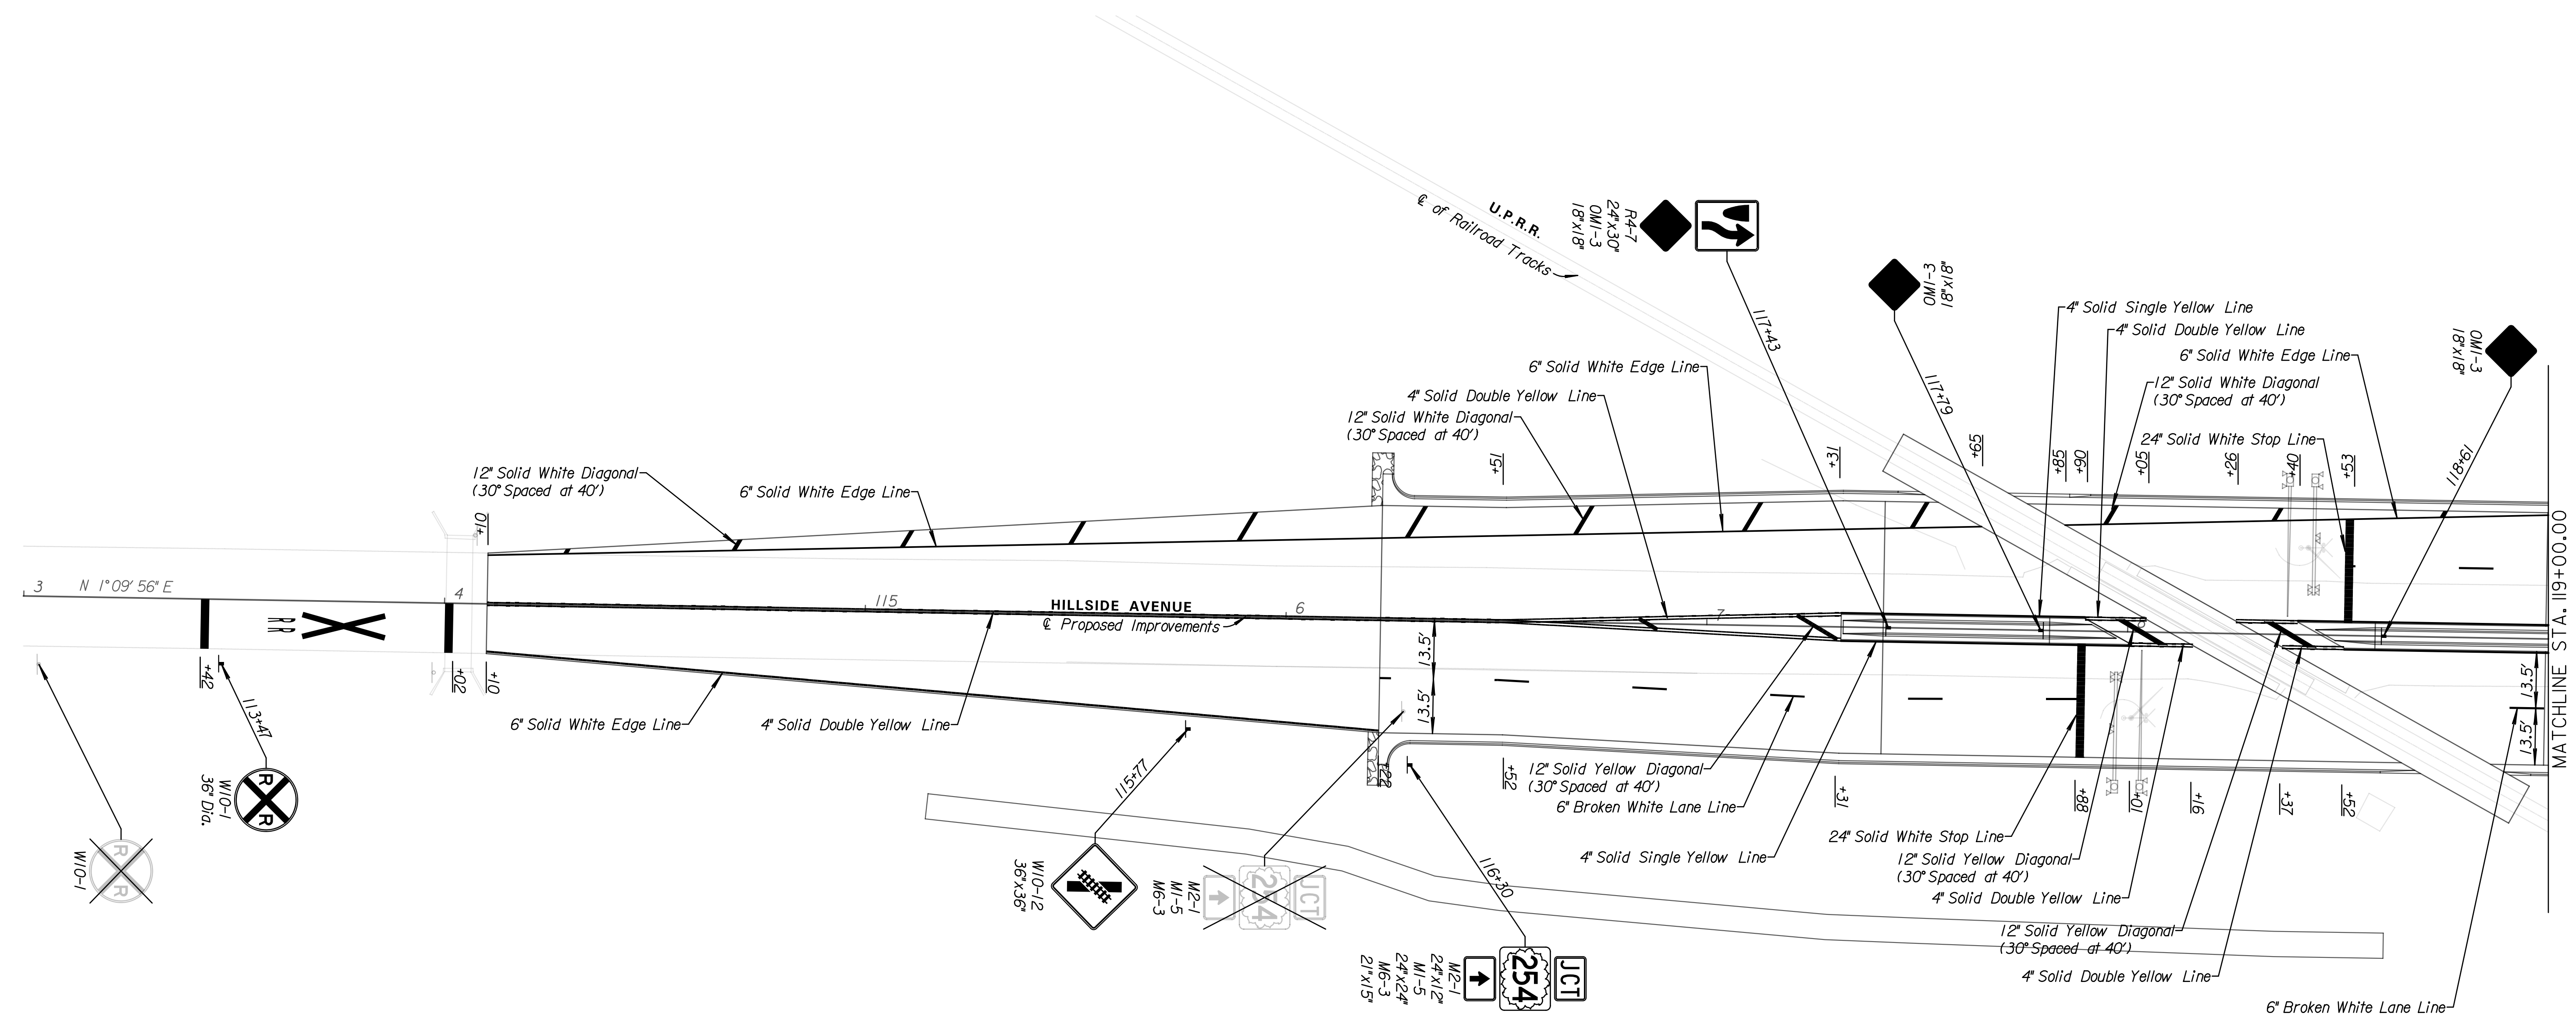 U.P.R.R.
℄ of Railroad Tracks
R4-7
24"x30"
OM1-3
18"x18"
117+43
OM1-3
18"x18"
117+79
4" Solid Single Yellow Line
4" Solid Double Yellow Line
6" Solid White Edge Line
12" Solid White Diagonal
(30° Spaced at 40')
24" Solid White Stop Line
OM1-3
18"x18"
118+61
6" Solid White Edge Line
4" Solid Double Yellow Line
12" Solid White Diagonal
(30° Spaced at 40')
+51
+31
+65
+85
+90
+05
+26
+40
+53
12" Solid White Diagonal
(30° Spaced at 40')
6" Solid White Edge Line
+10
3
N 1°09'56" E
4
115
HILLSIDE AVENUE
℄ Proposed Improvements
6
7
RR
13.5'
13.5'
13.5'
13.5'
MATCHLINE STA. 119+00.00
+42
113+47
+02
+10
6" Solid White Edge Line
4" Solid Double Yellow Line
W10-1
36" Dia.
R R
W10-1
R R
115+77
W10-12
36"x36"
+22
+52
+31
+88
+01
+16
+37
+52
12" Solid Yellow Diagonal
(30° Spaced at 40')
6" Broken White Lane Line
4" Solid Single Yellow Line
24" Solid White Stop Line
12" Solid Yellow Diagonal
(30° Spaced at 40')
4" Solid Double Yellow Line
12" Solid Yellow Diagonal
(30° Spaced at 40')
4" Solid Double Yellow Line
6" Broken White Lane Line
JCT
254
M2-1
M1-5
M6-3
116+30
JCT
254
M2-1
24"x12"
M1-5
24"x24"
M6-3
21"x15"